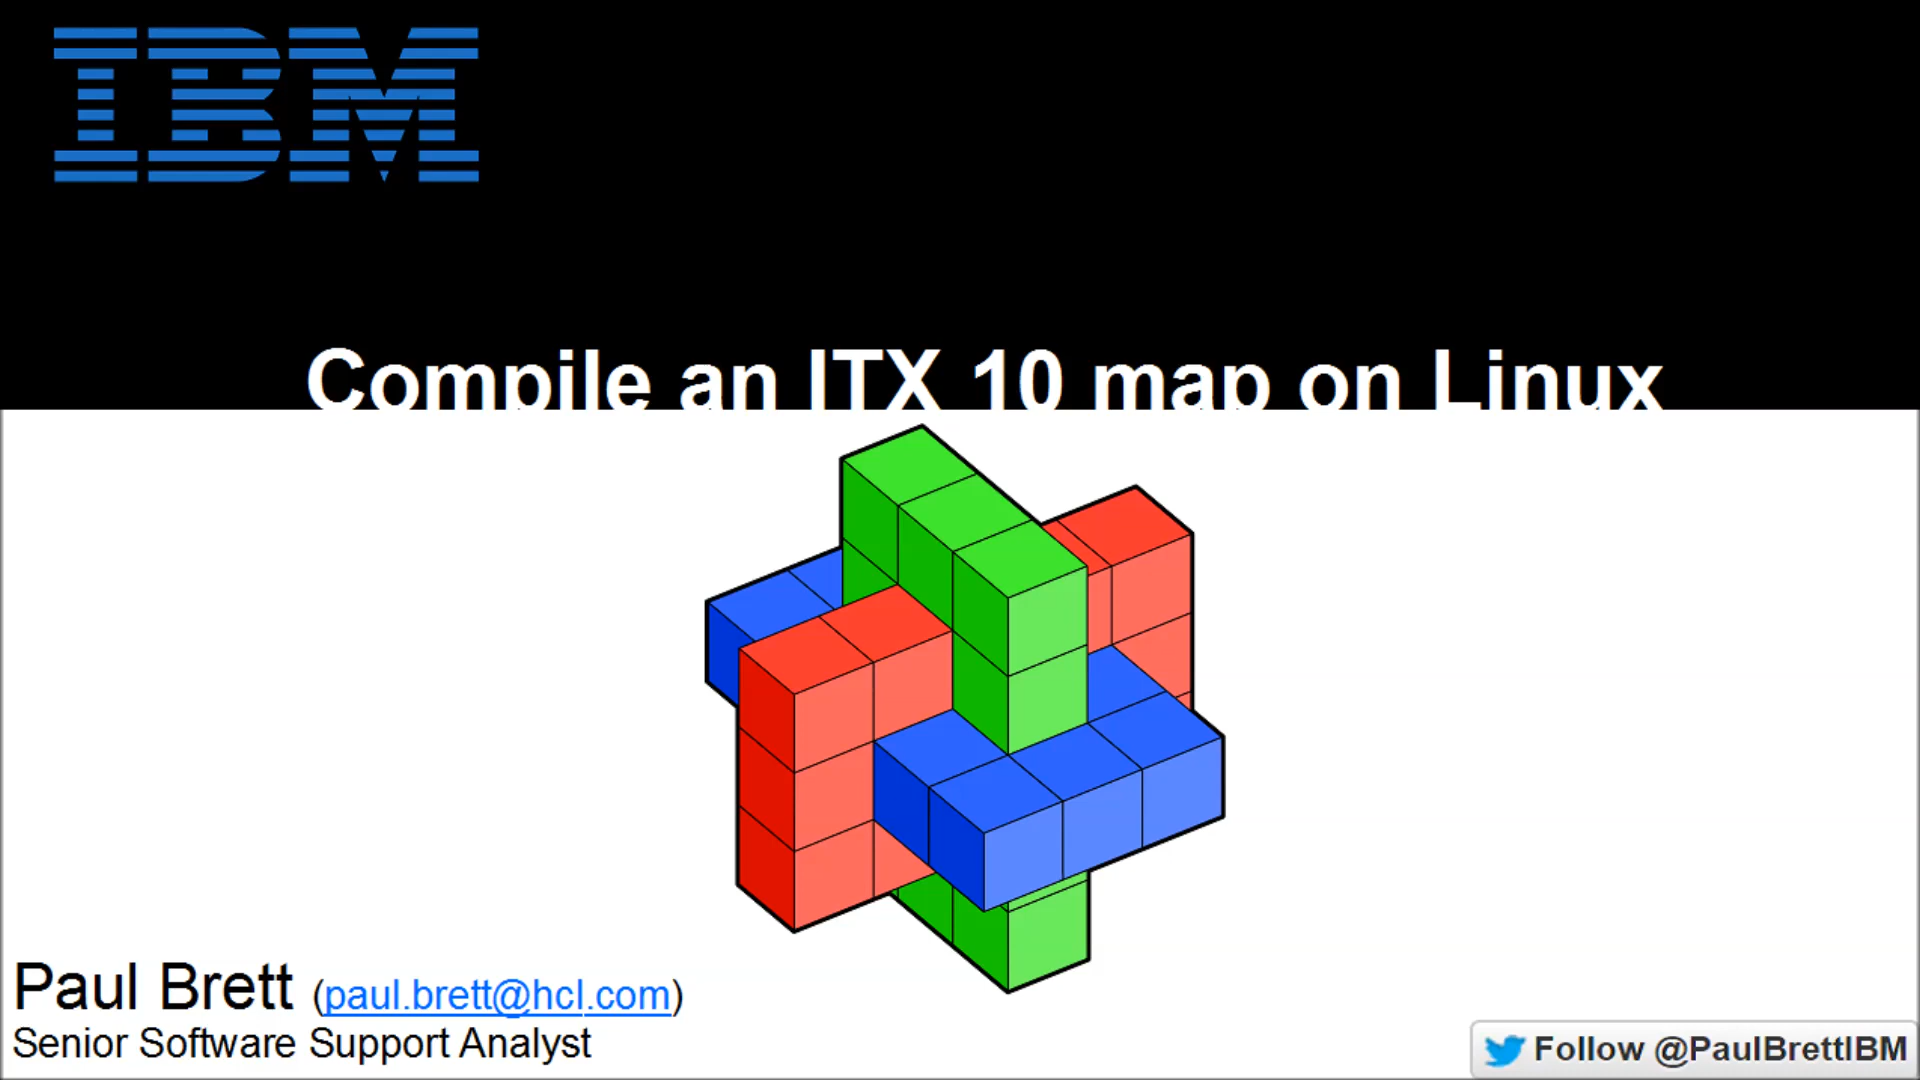 IBM
Compile an ITX 10 map on Linux
Paul Brett (paul.brett@hcl.com)
Senior Software Support Analyst
Follow @PaulBrettIBM